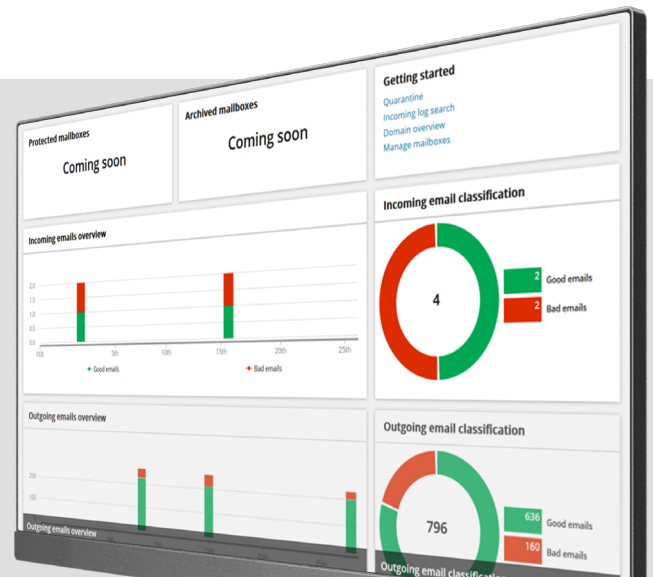 Protected mailboxes
Coming soon
Archived mailboxes
Coming soon
Getting started
Quarantine
Incoming log search
Domain overview
Manage mailboxes
Incoming emails overview
2.0
1.5
1.0
0.5
0.0
5th
10th
15th
20th
25th
Good emails
Bad emails
Incoming email classification
4
2 Good emails
2 Bad emails
Outgoing emails overview
200
100
Outgoing emails overview
Outgoing email classification
796
636 Good emails
160 Bad emails
Outgoing email classificatio